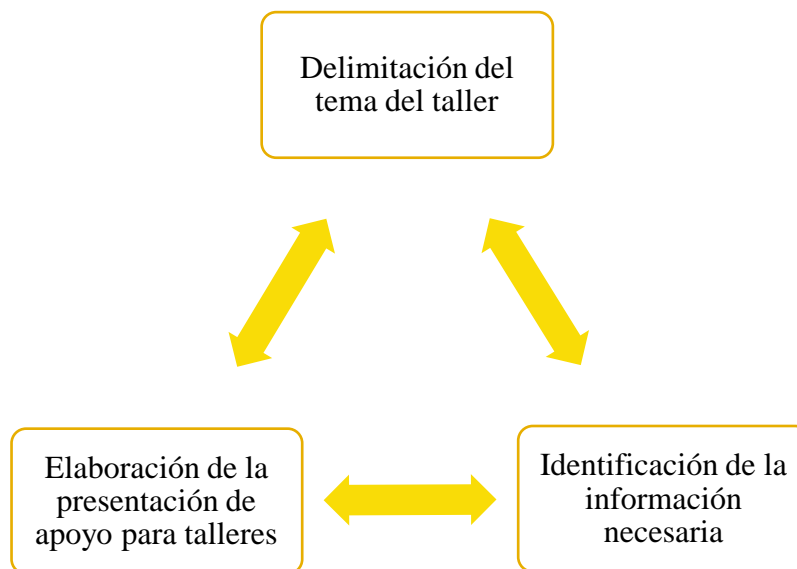 Delimitación del
tema del taller
Elaboración de la
presentación de
apoyo para talleres
Identificación de la
información
necesaria